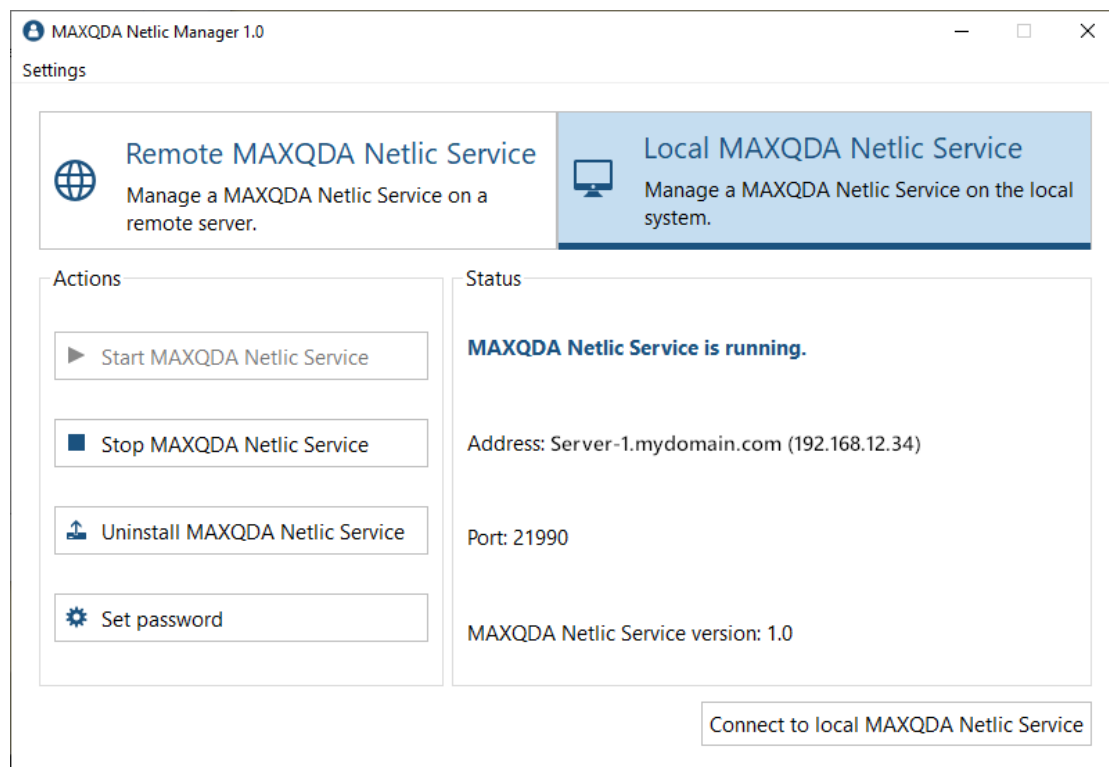 MAXQDA Netlic Manager 1.0
Settings
Remote MAXQDA Netlic Service
Manage a MAXQDA Netlic Service on a
remote server.
Local MAXQDA Netlic Service
Manage a MAXQDA Netlic Service on the local
system.
Actions
Start MAXQDA Netlic Service
Stop MAXQDA Netlic Service
Uninstall MAXQDA Netlic Service
Set password
Status
MAXQDA Netlic Service is running.
Address: Server-1.mydomain.com (192.168.12.34)
Port: 21990
MAXQDA Netlic Service version: 1.0
Connect to local MAXQDA Netlic Service